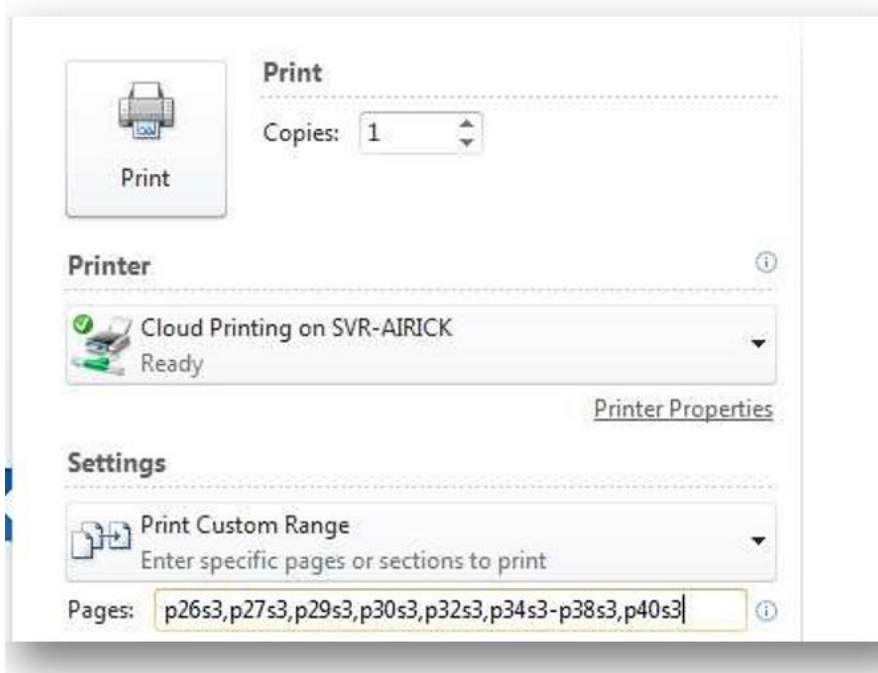 Print
Print
Copies: 1
Printer
Cloud Printing on SVR-AIRICK
Ready
Printer Properties
Settings
Print Custom Range
Enter specific pages or sections to print
Pages: p26s3,p27s3,p29s3,p30s3,p32s3,p34s3-p38s3,p40s3